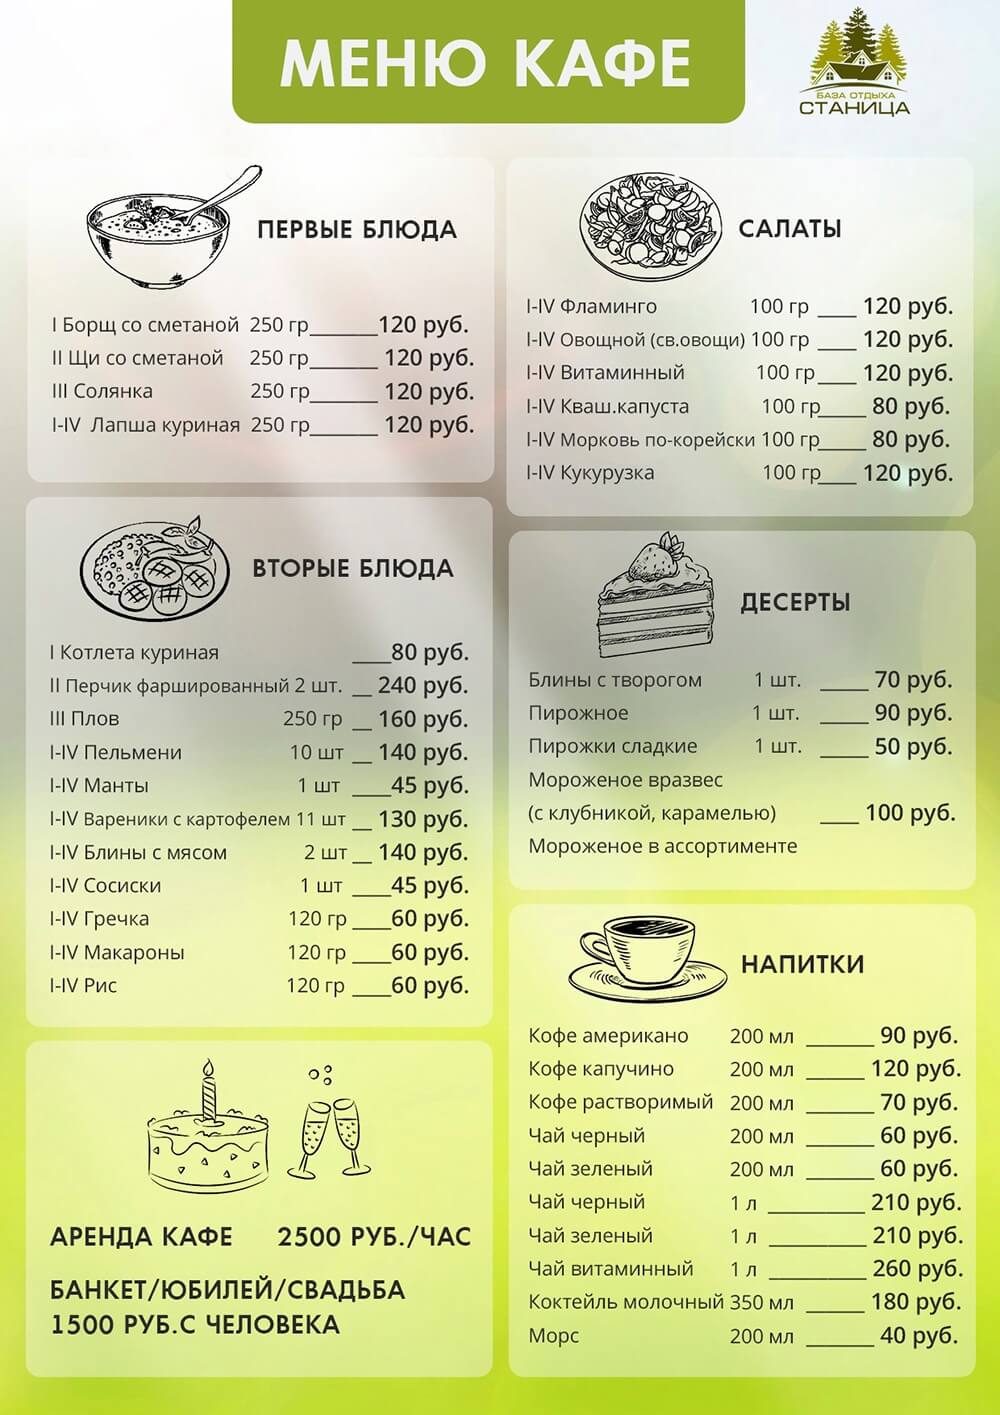 МЕНЮ КАФЕ
БАЗА ОТДЫХА
СТАНИЦА
ПЕРВЫЕ БЛЮДА
I Борщ со сметаной 250 гр______120 руб.
II Щи со сметаной 250 гр______ 120 руб.
III Солянка 250 гр______ 120 руб.
I-IV Лапша куриная 250 гр______ 120 руб.
ВТОРЫЕ БЛЮДА
I Котлета куриная ____80 руб.
II Перчик фаршированный 2 шт. __ 240 руб.
III Плов 250 гр __ 160 руб.
I-IV Пельмени 10 шт __ 140 руб.
I-IV Манты 1 шт ____45 руб.
I-IV Вареники с картофелем 11 шт __ 130 руб.
I-IV Блины с мясом 2 шт __ 140 руб.
I-IV Сосиски 1 шт ____45 руб.
I-IV Гречка 120 гр ____60 руб.
I-IV Макароны 120 гр ____60 руб.
I-IV Рис 120 гр ____60 руб.
АРЕНДА КАФЕ 2500 РУБ./ЧАС
БАНКЕТ/ЮБИЛЕЙ/СВАДЬБА
1500 РУБ.С ЧЕЛОВЕКА
САЛАТЫ
I-IV Фламинго 100 гр ____ 120 руб.
I-IV Овощной (св.овощи) 100 гр ____ 120 руб.
I-IV Витаминный 100 гр____ 120 руб.
I-IV Кваш.капуста 100 гр_____ 80 руб.
I-IV Морковь по-корейски 100 гр_____ 80 руб.
I-IV Кукурузка 100 гр____ 120 руб.
ДЕСЕРТЫ
Блины с творогом 1 шт. _____ 70 руб.
Пирожное 1 шт. _____ 90 руб.
Пирожки сладкие 1 шт. _____ 50 руб.
Мороженое вразвес
(с клубникой, карамелью) ____ 100 руб.
Мороженое в ассортименте
НАПИТКИ
Кофе американо 200 мл _______ 90 руб.
Кофе капучино 200 мл ______ 120 руб.
Кофе растворимый 200 мл _______ 70 руб.
Чай черный 200 мл _______ 60 руб.
Чай зеленый 200 мл _______ 60 руб.
Чай черный 1 л __________ 210 руб.
Чай зеленый 1 л __________ 210 руб.
Чай витаминный 1 л __________ 260 руб.
Коктейль молочный 350 мл ______ 180 руб.
Морс 200 мл _______ 40 руб.